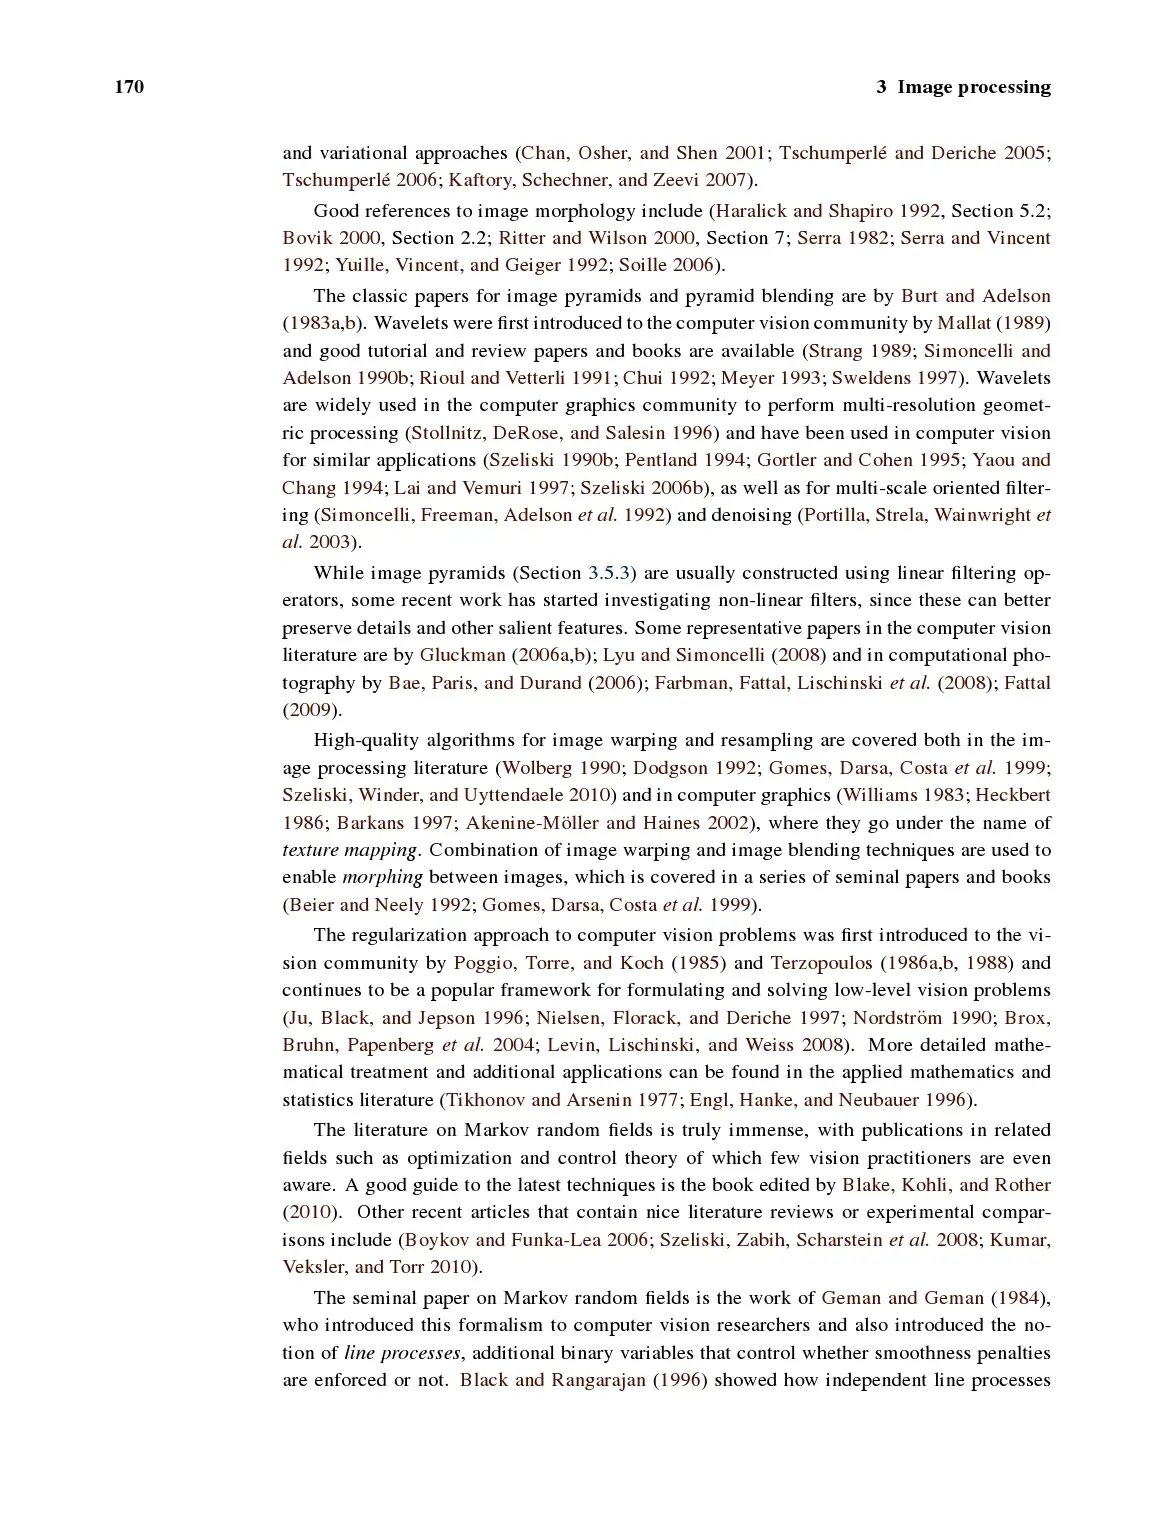 170
3 Image processing
and variational approaches (Chan, Osher, and Shen 2001; Tschumperlé and Deriche 2005;
Tschumperlé 2006; Kaftory, Schechner, and Zeevi 2007).
Good references to image morphology include (Haralick and Shapiro 1992, Section 5.2;
Bovik 2000, Section 2.2; Ritter and Wilson 2000, Section 7; Serra 1982; Serra and Vincent
1992; Yuille, Vincent, and Geiger 1992; Soille 2006).
The classic papers for image pyramids and pyramid blending are by Burt and Adelson
(1983a,b). Wavelets were first introduced to the computer vision community by Mallat (1989)
and good tutorial and review papers and books are available (Strang 1989; Simoncelli and
Adelson 1990b; Rioul and Vetterli 1991; Chui 1992; Meyer 1993; Sweldens 1997). Wavelets
are widely used in the computer graphics community to perform multi-resolution geomet-
ric processing (Stollnitz, DeRose, and Salesin 1996) and have been used in computer vision
for similar applications (Szeliski 1990b; Pentland 1994; Gortler and Cohen 1995; Yaou and
Chang 1994; Lai and Vemuri 1997; Szeliski 2006b), as well as for multi-scale oriented filter-
ing (Simoncelli, Freeman, Adelson et al. 1992) and denoising (Portilla, Strela, Wainwright et
al. 2003).
While image pyramids (Section 3.5.3) are usually constructed using linear filtering op-
erators, some recent work has started investigating non-linear filters, since these can better
preserve details and other salient features. Some representative papers in the computer vision
literature are by Gluckman (2006a,b); Lyu and Simoncelli (2008) and in computational pho-
tography by Bae, Paris, and Durand (2006); Farbman, Fattal, Lischinski et al. (2008); Fattal
(2009).
High-quality algorithms for image warping and resampling are covered both in the im-
age processing literature (Wolberg 1990; Dodgson 1992; Gomes, Darsa, Costa et al. 1999;
Szeliski, Winder, and Uyttendaele 2010) and in computer graphics (Williams 1983; Heckbert
1986; Barkans 1997; Akenine-Möller and Haines 2002), where they go under the name of
texture mapping. Combination of image warping and image blending techniques are used to
enable morphing between images, which is covered in a series of seminal papers and books
(Beier and Neely 1992; Gomes, Darsa, Costa et al. 1999).
The regularization approach to computer vision problems was first introduced to the vi-
sion community by Poggio, Torre, and Koch (1985) and Terzopoulos (1986a,b, 1988) and
continues to be a popular framework for formulating and solving low-level vision problems
(Ju, Black, and Jepson 1996; Nielsen, Florack, and Deriche 1997; Nordström 1990; Brox,
Bruhn, Papenberg et al. 2004; Levin, Lischinski, and Weiss 2008). More detailed mathe-
matical treatment and additional applications can be found in the applied mathematics and
statistics literature (Tikhonov and Arsenin 1977; Engl, Hanke, and Neubauer 1996).
The literature on Markov random fields is truly immense, with publications in related
fields such as optimization and control theory of which few vision practitioners are even
aware. A good guide to the latest techniques is the book edited by Blake, Kohli, and Rother
(2010). Other recent articles that contain nice literature reviews or experimental compar-
isons include (Boykov and Funka-Lea 2006; Szeliski, Zabih, Scharstein et al. 2008; Kumar,
Veksler, and Torr 2010).
The seminal paper on Markov random fields is the work of Geman and Geman (1984),
who introduced this formalism to computer vision researchers and also introduced the no-
tion of line processes, additional binary variables that control whether smoothness penalties
are enforced or not. Black and Rangarajan (1996) showed how independent line processes